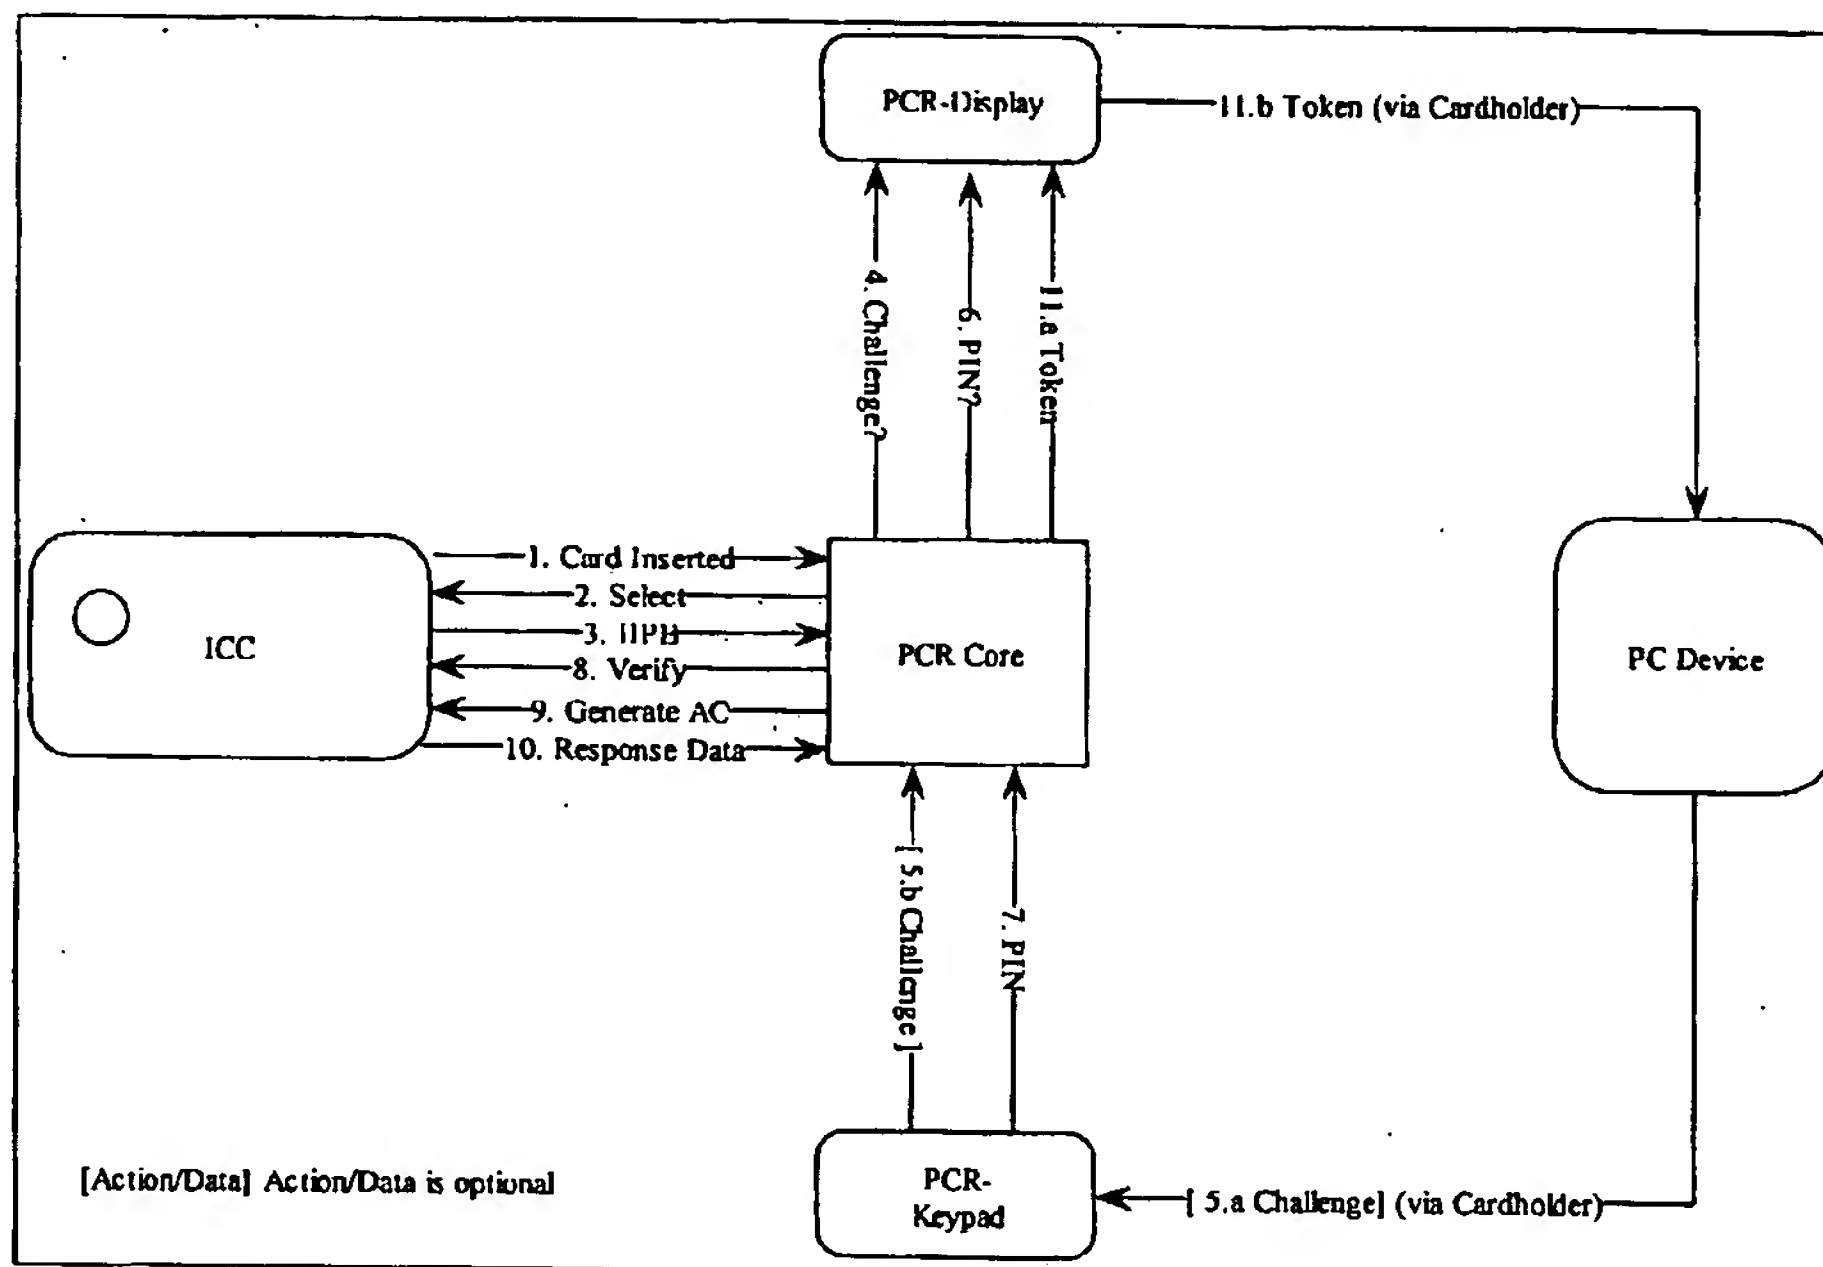 PCR-Display
11.b Token (via Cardholder)
4. Challenge?
6. PIN?
11.a Token
1. Card Inserted
2. Select
3. IIPB
8. Verify
9. Generate AC
10. Response Data
ICC
PCR Core
PC Device
[ 5.b Challenge ]
7. PIN
[Action/Data] Action/Data is optional
PCR-
Keypad
[ 5.a Challenge] (via Cardholder)